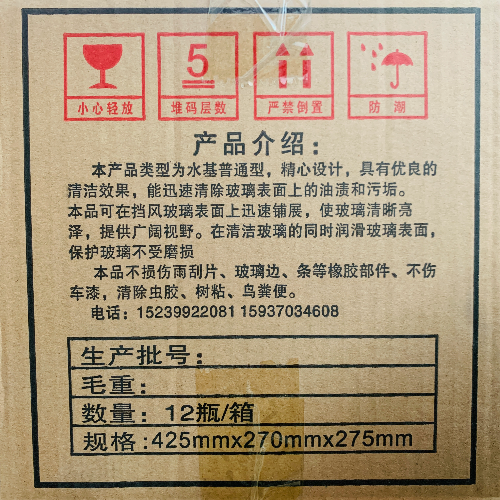 5
小心轻放 堆码层数 严禁倒置 防潮
产品介绍：
本产品类型为水基普通型，精心设计，具有优良的
清洁效果，能迅速清除玻璃表面上的油渍和污垢。
本品可在挡风玻璃表面上迅速铺展，使玻璃清晰亮
泽，提供广阔视野。在清洁玻璃的同时润滑玻璃表面，
保护玻璃不受磨损
本品不损伤雨刮片、玻璃边、条等橡胶部件、不伤
车漆，清除虫胶、树粘、鸟粪便。
电话：15239922081 15937034608
生产批号：
毛重：
数量：12瓶/箱
规格:425mmx270mmx275mm